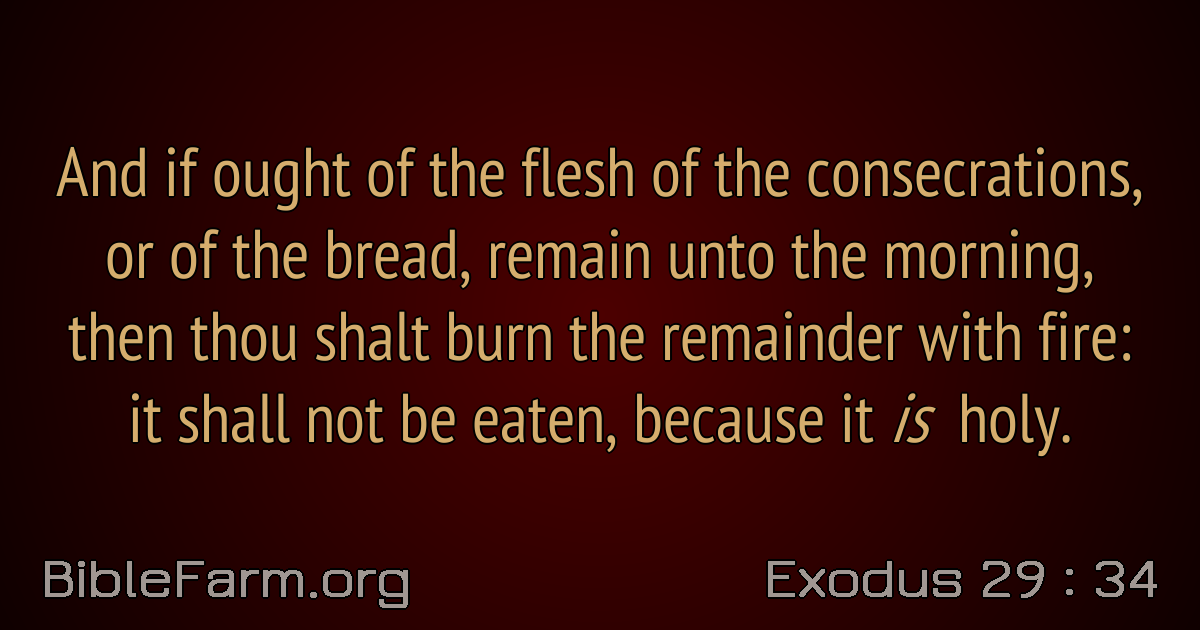 And if ought of the flesh of the consecrations,
or of the bread, remain unto the morning,
then thou shalt burn the remainder with fire:
it shall not be eaten, because it is holy.
BibleFarm.org
Exodus 29 : 34